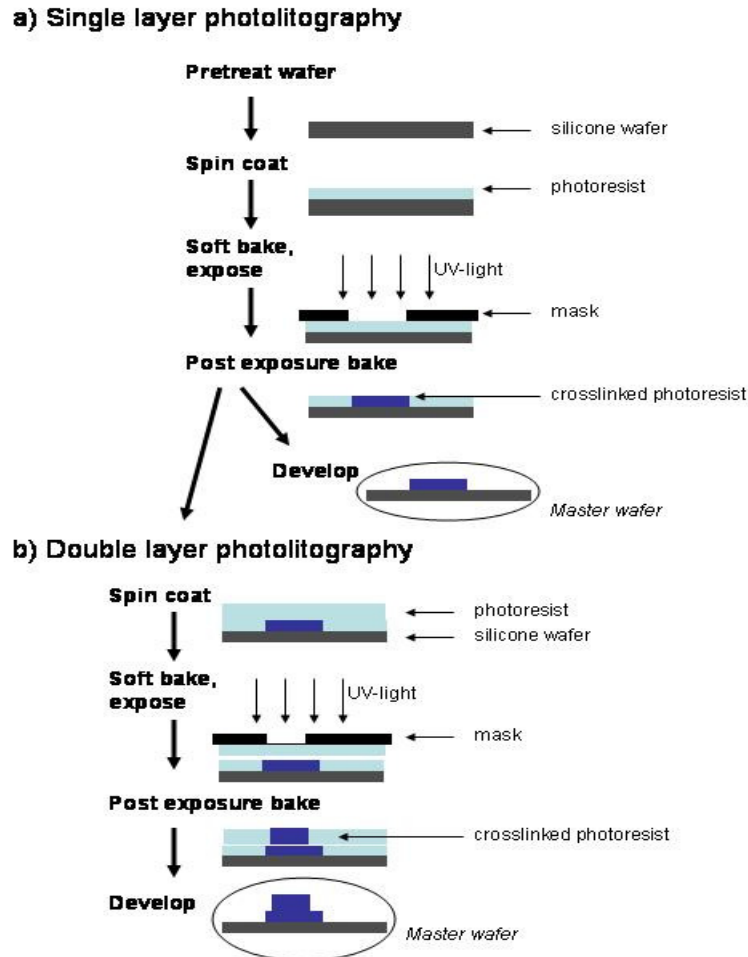 a) Single layer photolitography
Pretreat wafer
silicone wafer
Spin coat
photoresist
Soft bake,
expose
UV-light
mask
Post exposure bake
crosslinked photoresist
Develop
Master wafer
b) Double layer photolitography
Spin coat
photoresist
silicone wafer
Soft bake,
expose
UV-light
mask
Post exposure bake
crosslinked photoresist
Develop
Master wafer